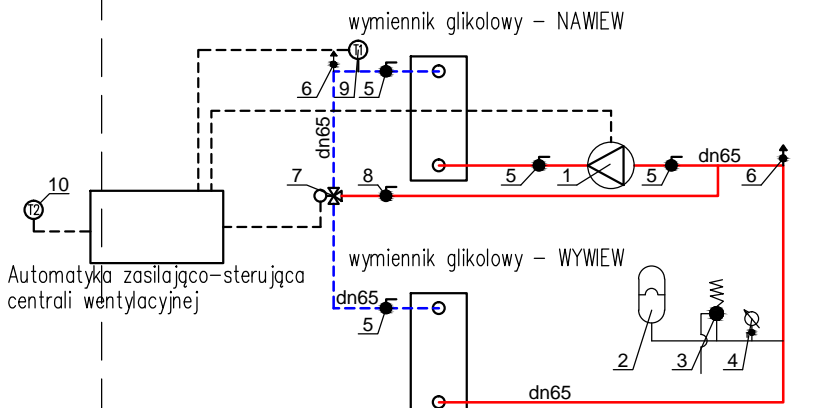 wymiennik glikolowy - NAWIEW
T1
6
9
5
dn65
dn65
10
7
8
5
1
5
6
T2
wymiennik glikolowy - WYWIEW
Automatyka zasilająco-sterująca
centrali wentylacyjnej
dn65
5
2
3
4
dn65